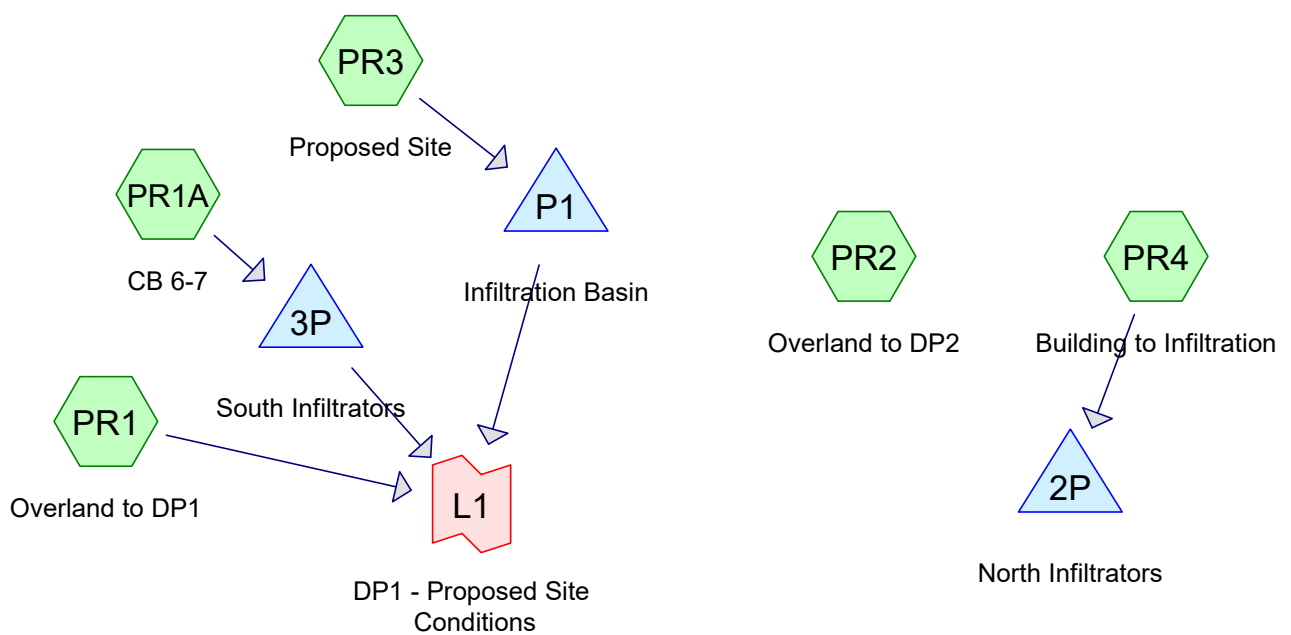 PR3
Proposed Site
PR1A
CB 6-7
P1
Infiltration Basin
3P
South Infiltrators
PR1
Overland to DP1
L1
DP1 - Proposed Site
Conditions
PR2
Overland to DP2
PR4
Building to Infiltration
2P
North Infiltrators